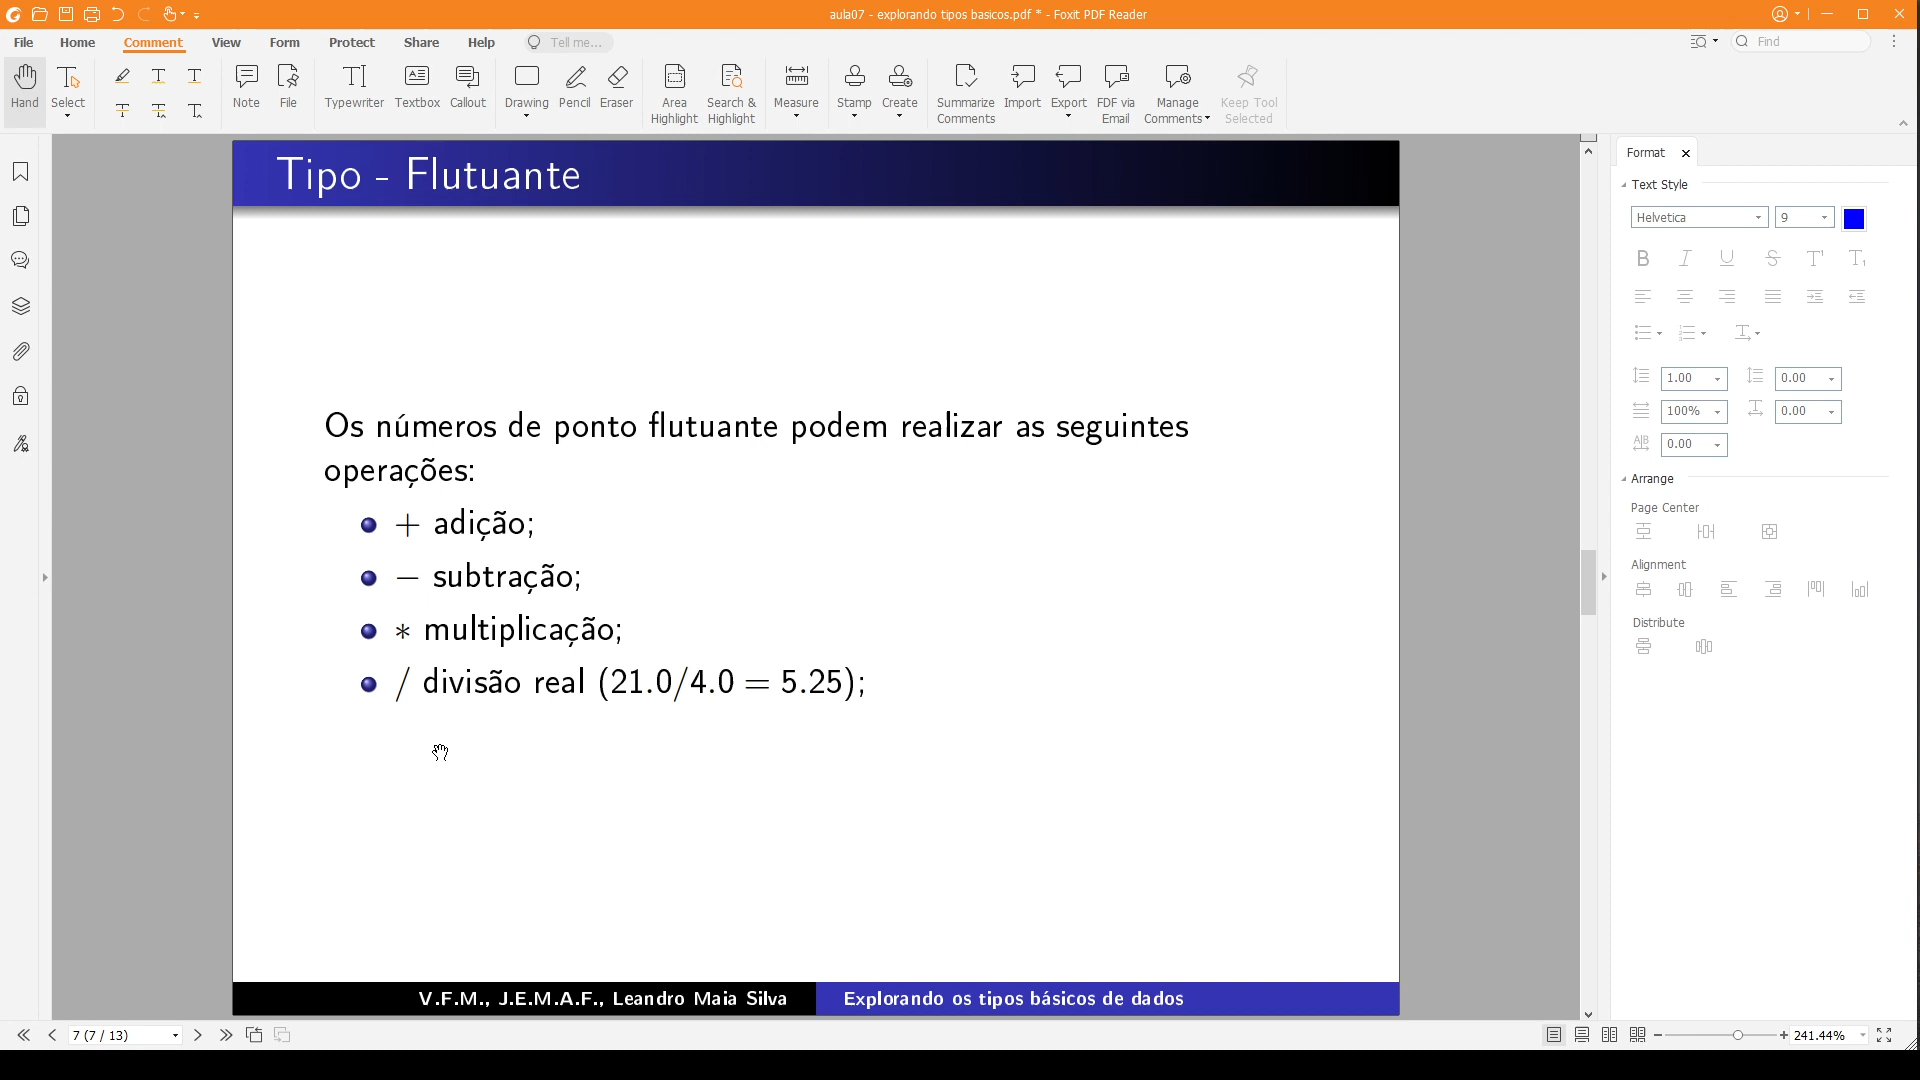 aula07 - explorando tipos basicos.pdf * - Foxit PDF Reader
File Home Comment View Form Protect Share Help Tell me... Find
Hand Select Note File Typewriter Textbox Callout Drawing Pencil Eraser Area Highlight Search & Highlight Measure Stamp Create Summarize Comments Import Export FDF via Email Manage Comments Keep Tool Selected
Tipo - Flutuante
Os números de ponto flutuante podem realizar as seguintes
operações:
+ adição;
− subtração;
* multiplicação;
/ divisão real (21.0/4.0 = 5.25);
V.F.M., J.E.M.A.F., Leandro Maia Silva Explorando os tipos básicos de dados
Format
Text Style
Helvetica 9
1.00 0.00
100% 0.00
0.00
Arrange
Page Center
Alignment
Distribute
7 (7 / 13) 241.44%